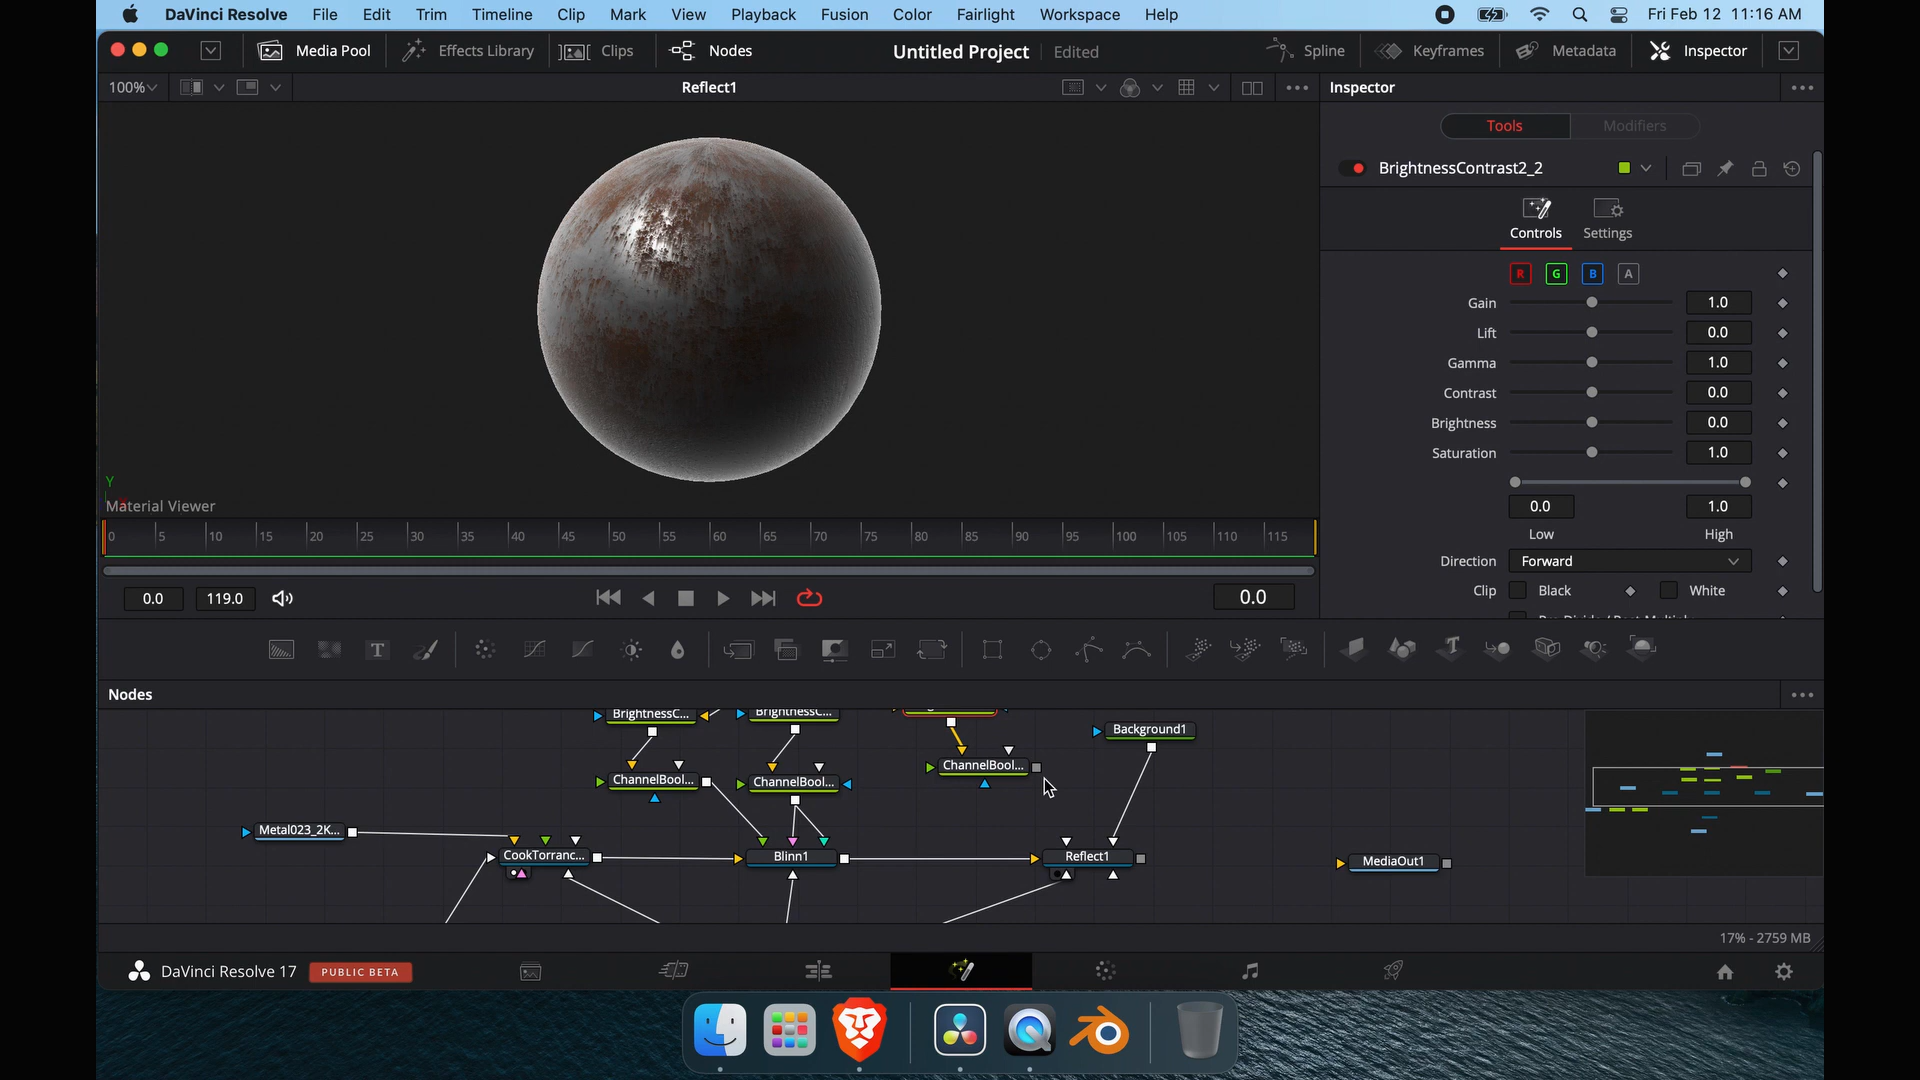 DaVinci Resolve File Edit Trim Timeline Clip Mark View Playback Fusion Color Fairlight Workspace Help Fri Feb 12 11:16 AM
Media Pool Effects Library Clips Nodes Untitled Project Edited Spline Keyframes Metadata Inspector
100% Reflect1 Inspector
Tools Modifiers
BrightnessContrast2_2
Controls Settings
R G B A
Gain 1.0
Lift 0.0
Gamma 1.0
Contrast 0.0
Brightness 0.0
Saturation 1.0
0.0 1.0
Low High
Direction Forward
Clip Black White
Y
Material Viewer
0 5 10 15 20 25 30 35 40 45 50 55 60 65 70 75 80 85 90 95 100 105 110 115
0.0 119.0 0.0
T T
Nodes
BrightnessC... BrightnessC...
Background1
ChannelBool... ChannelBool... ChannelBool...
Metal023_2K...
CookTorranc... Blinn1 Reflect1 MediaOut1
17% - 2759 MB
DaVinci Resolve 17 PUBLIC BETA